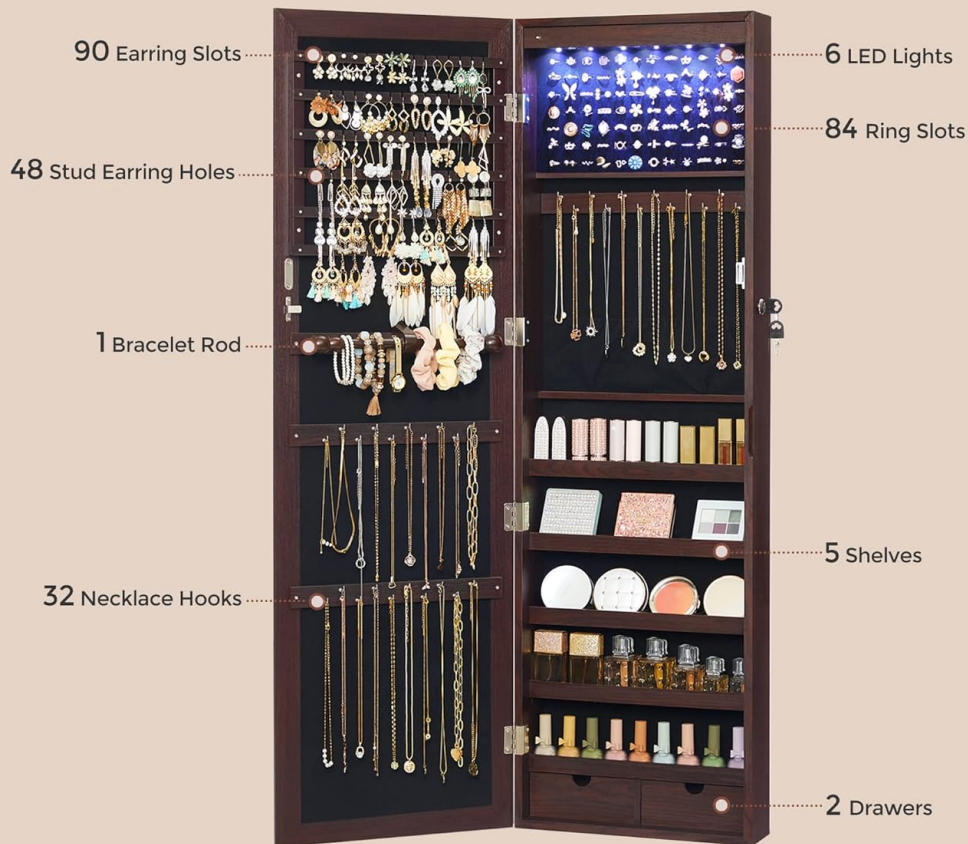 90 Earring Slots
48 Stud Earring Holes
1 Bracelet Rod
32 Necklace Hooks
6 LED Lights
84 Ring Slots
5 Shelves
2 Drawers